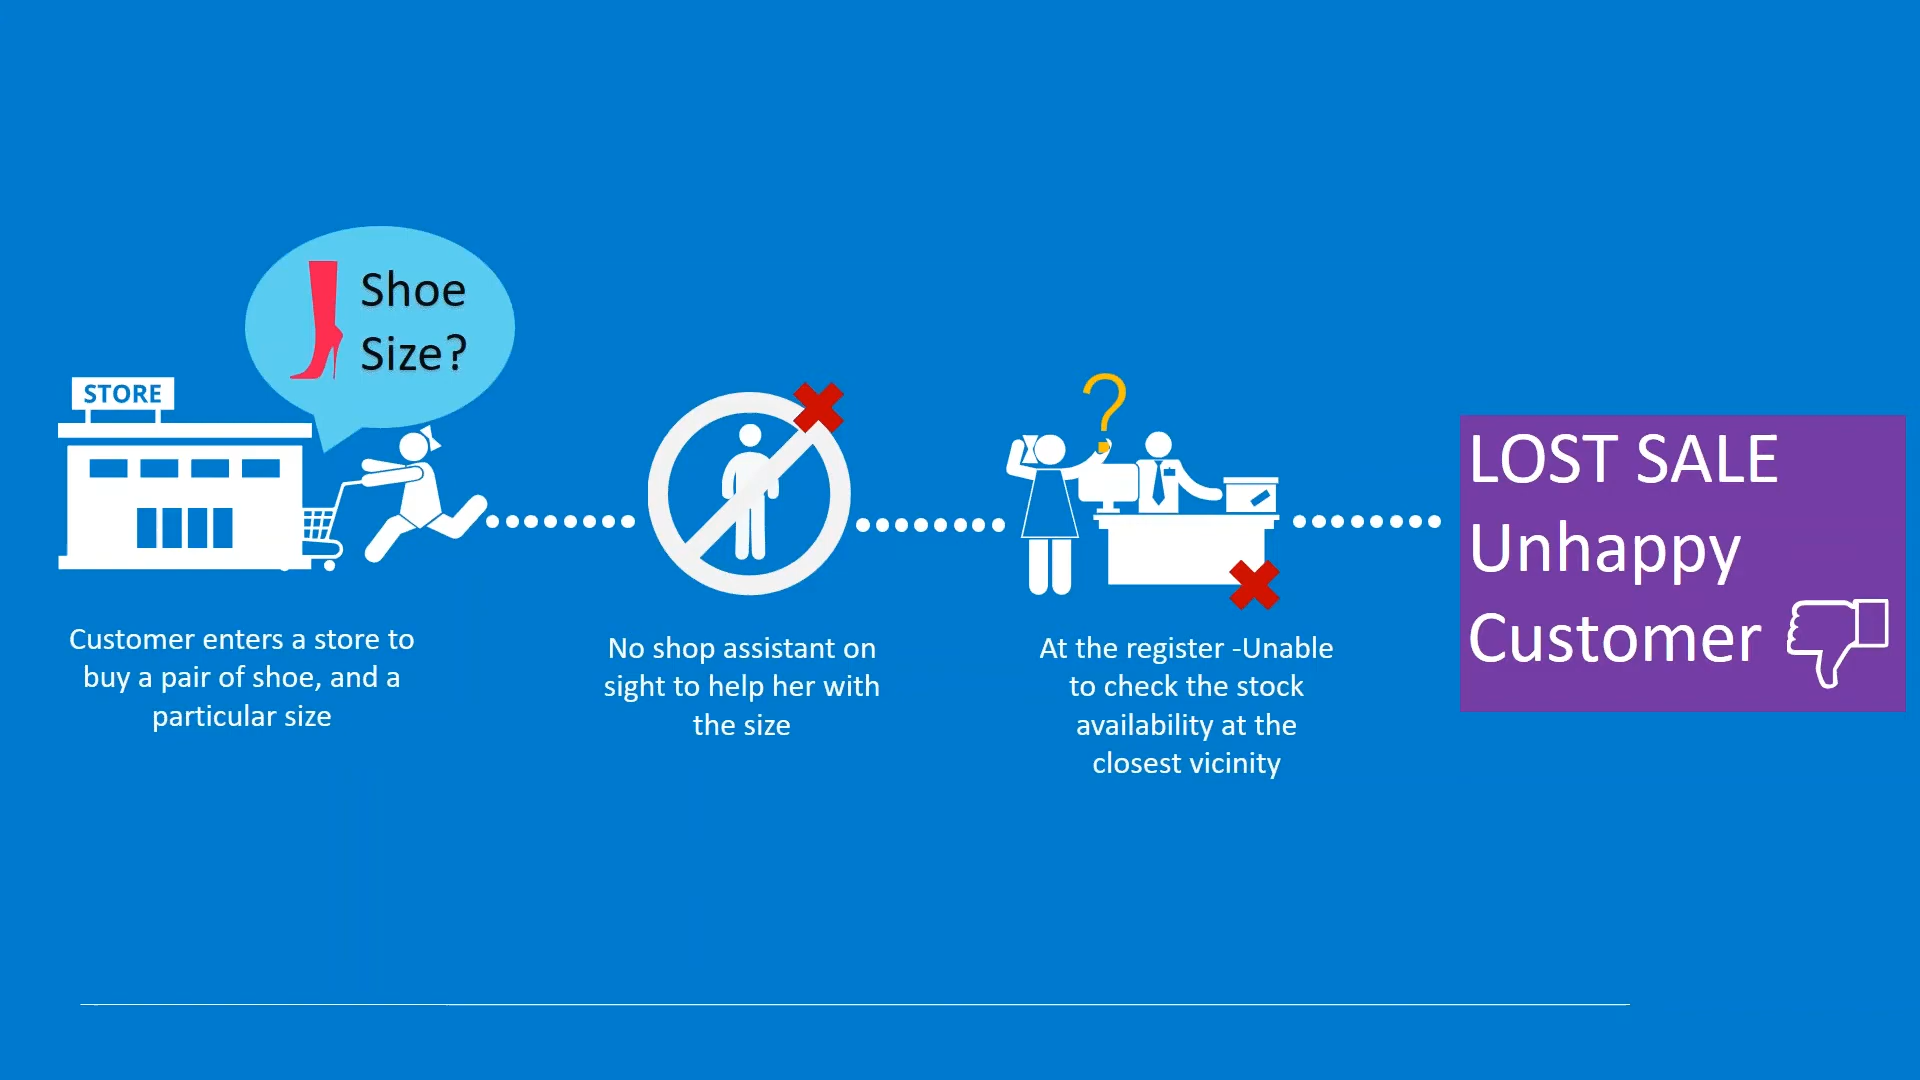 Shoe
Size?
STORE
Customer enters a store to
buy a pair of shoe, and a
particular size
No shop assistant on
sight to help her with
the size
?
At the register -Unable
to check the stock
availability at the
closest vicinity
LOST SALE
Unhappy
Customer